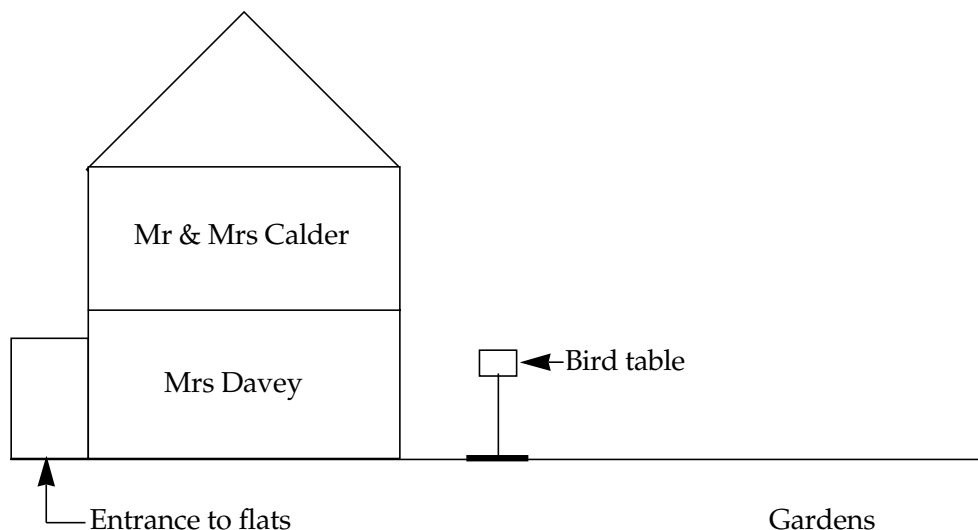 Mr & Mrs Calder
Mrs Davey
Bird table
Entrance to flats
Gardens